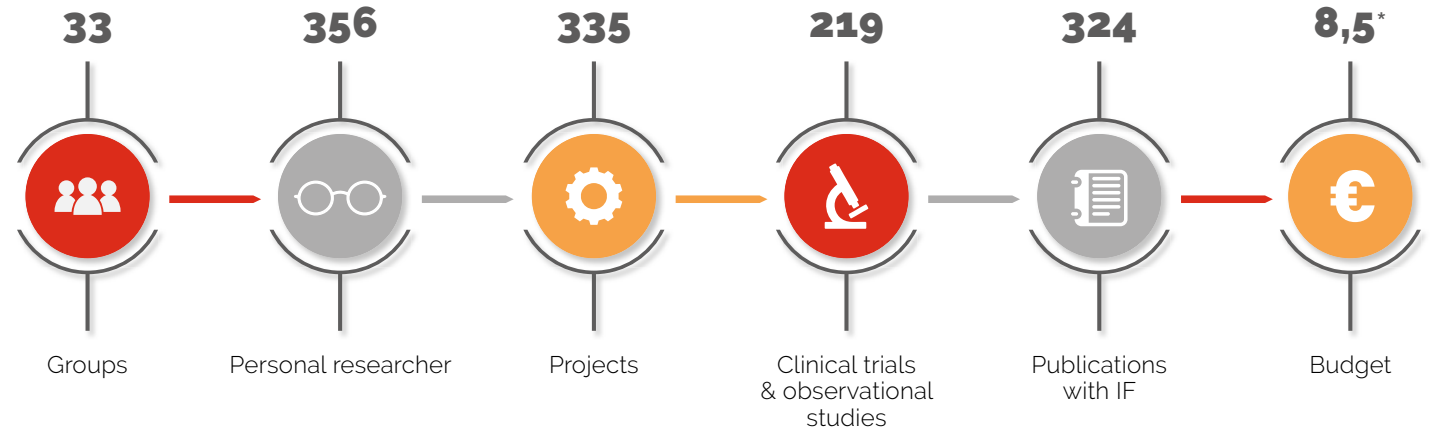 33
356
335
219
324
8,5*
€
Groups
Personal researcher
Projects
Clinical trials
& observational
studies
Publications
with IF
Budget